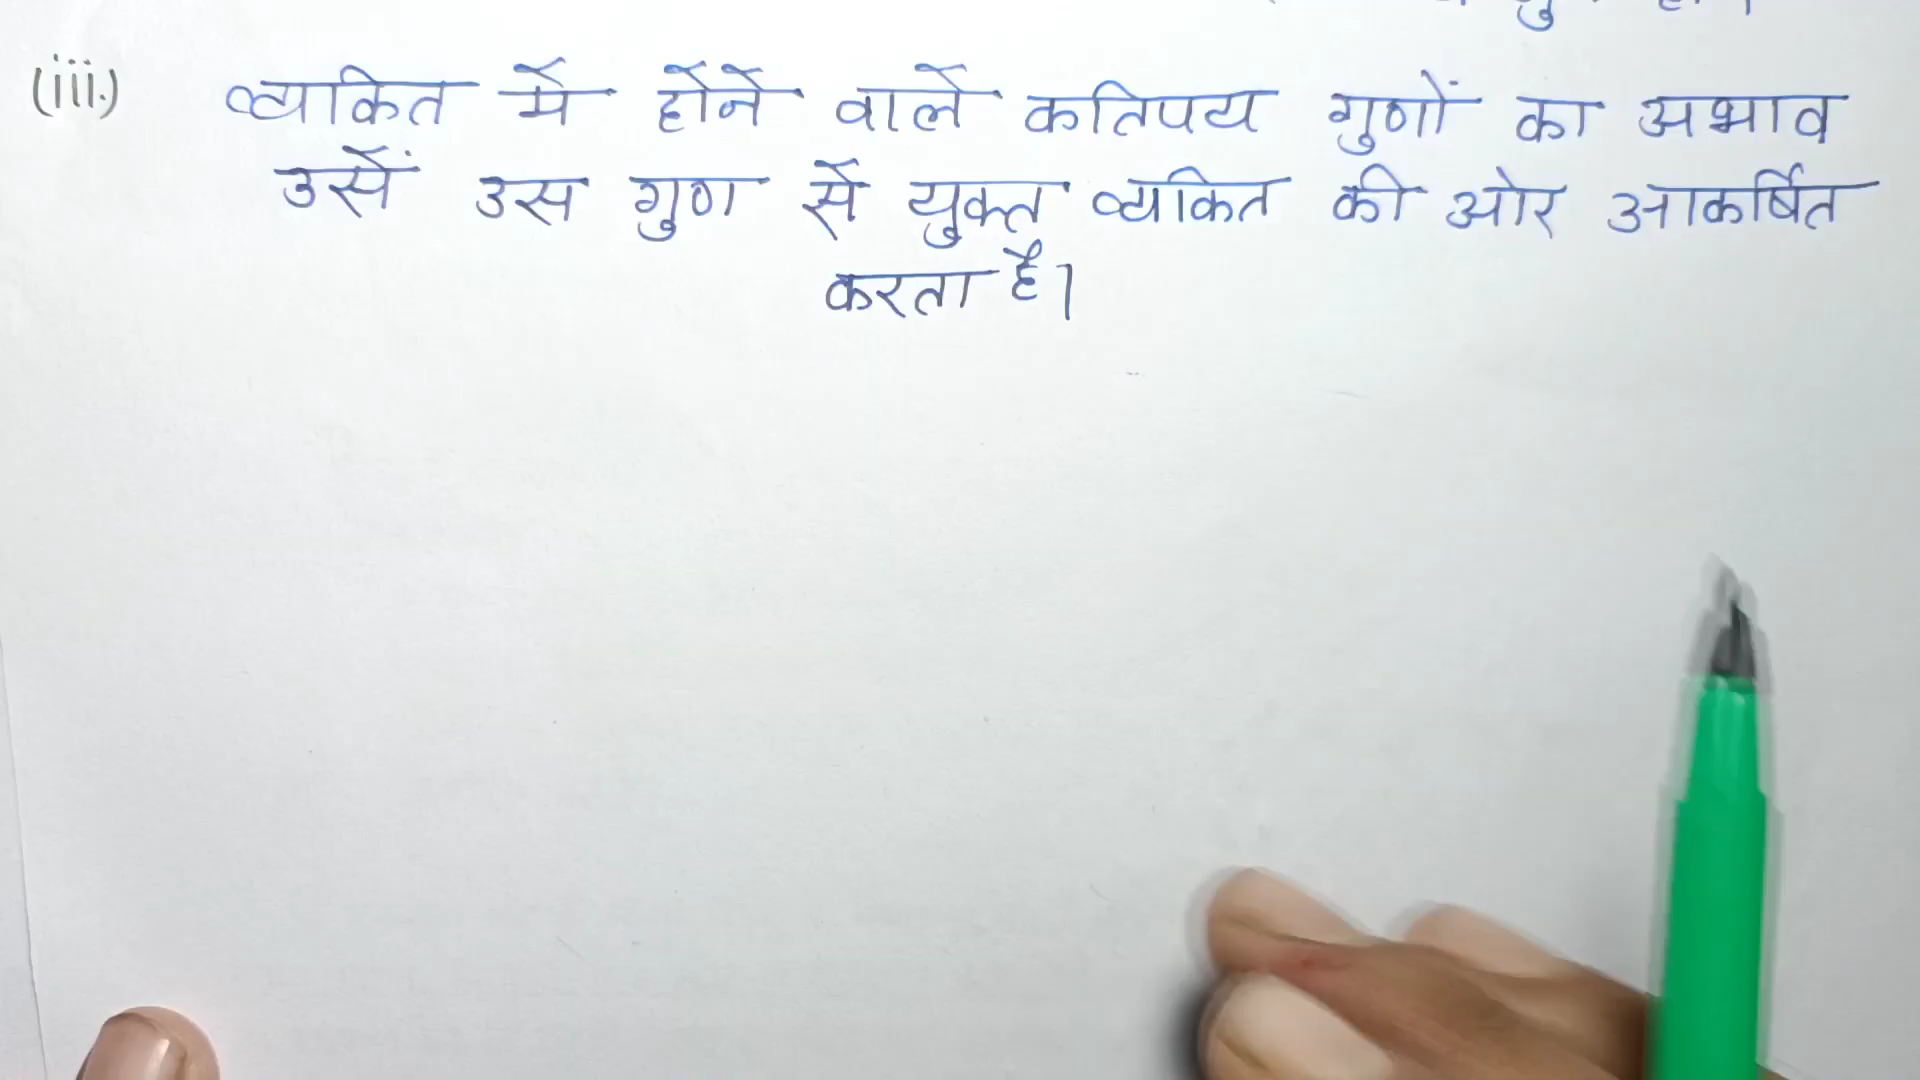 (iii.) व्यकित में होने वाले कतिपय गुणों का अभाव
उसें उस गुण से युक्त व्यकित की ओर आकर्षित
करता है।